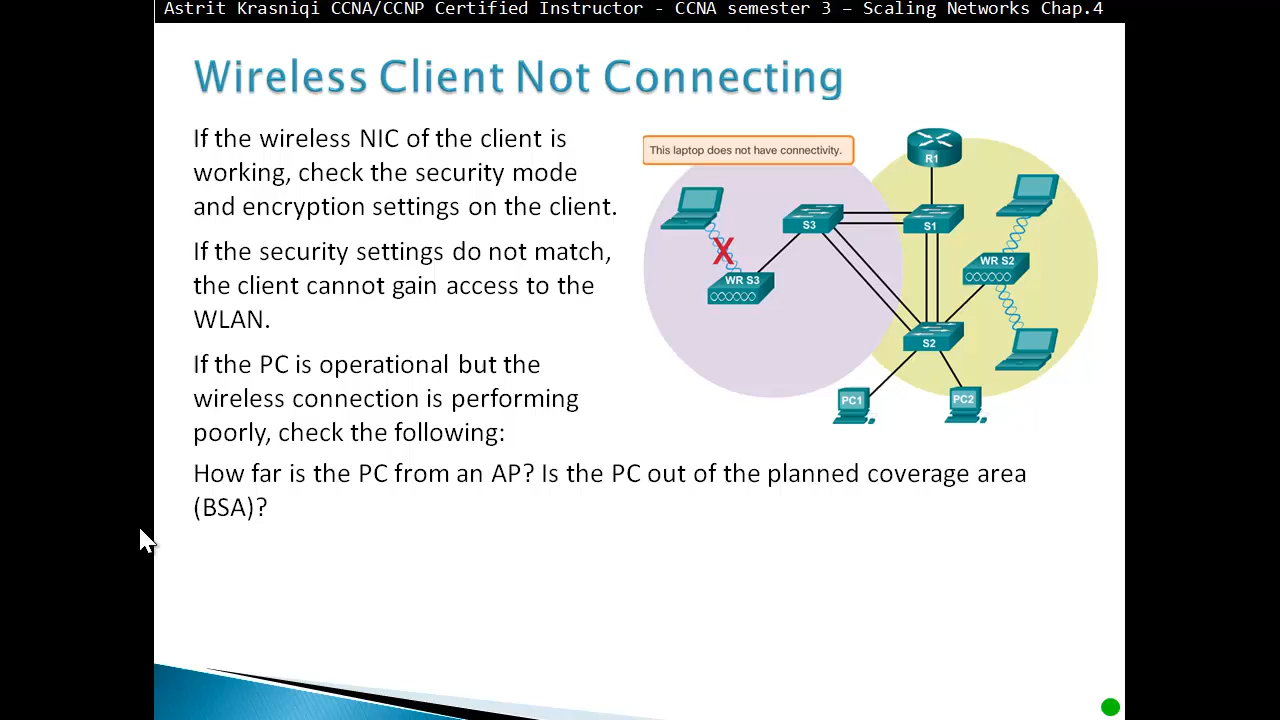 Astrit Krasniqi CCNA/CCNP Certified Instructor - CCNA semester 3 – Scaling Networks Chap.4
Wireless Client Not Connecting
If the wireless NIC of the client is
working, check the security mode
and encryption settings on the client.
If the security settings do not match,
the client cannot gain access to the
WLAN.
If the PC is operational but the
wireless connection is performing
poorly, check the following:
How far is the PC from an AP? Is the PC out of the planned coverage area
(BSA)?
This laptop does not have connectivity.
R1
S3
S1
X
WR S3
WR S2
S2
PC1
PC2